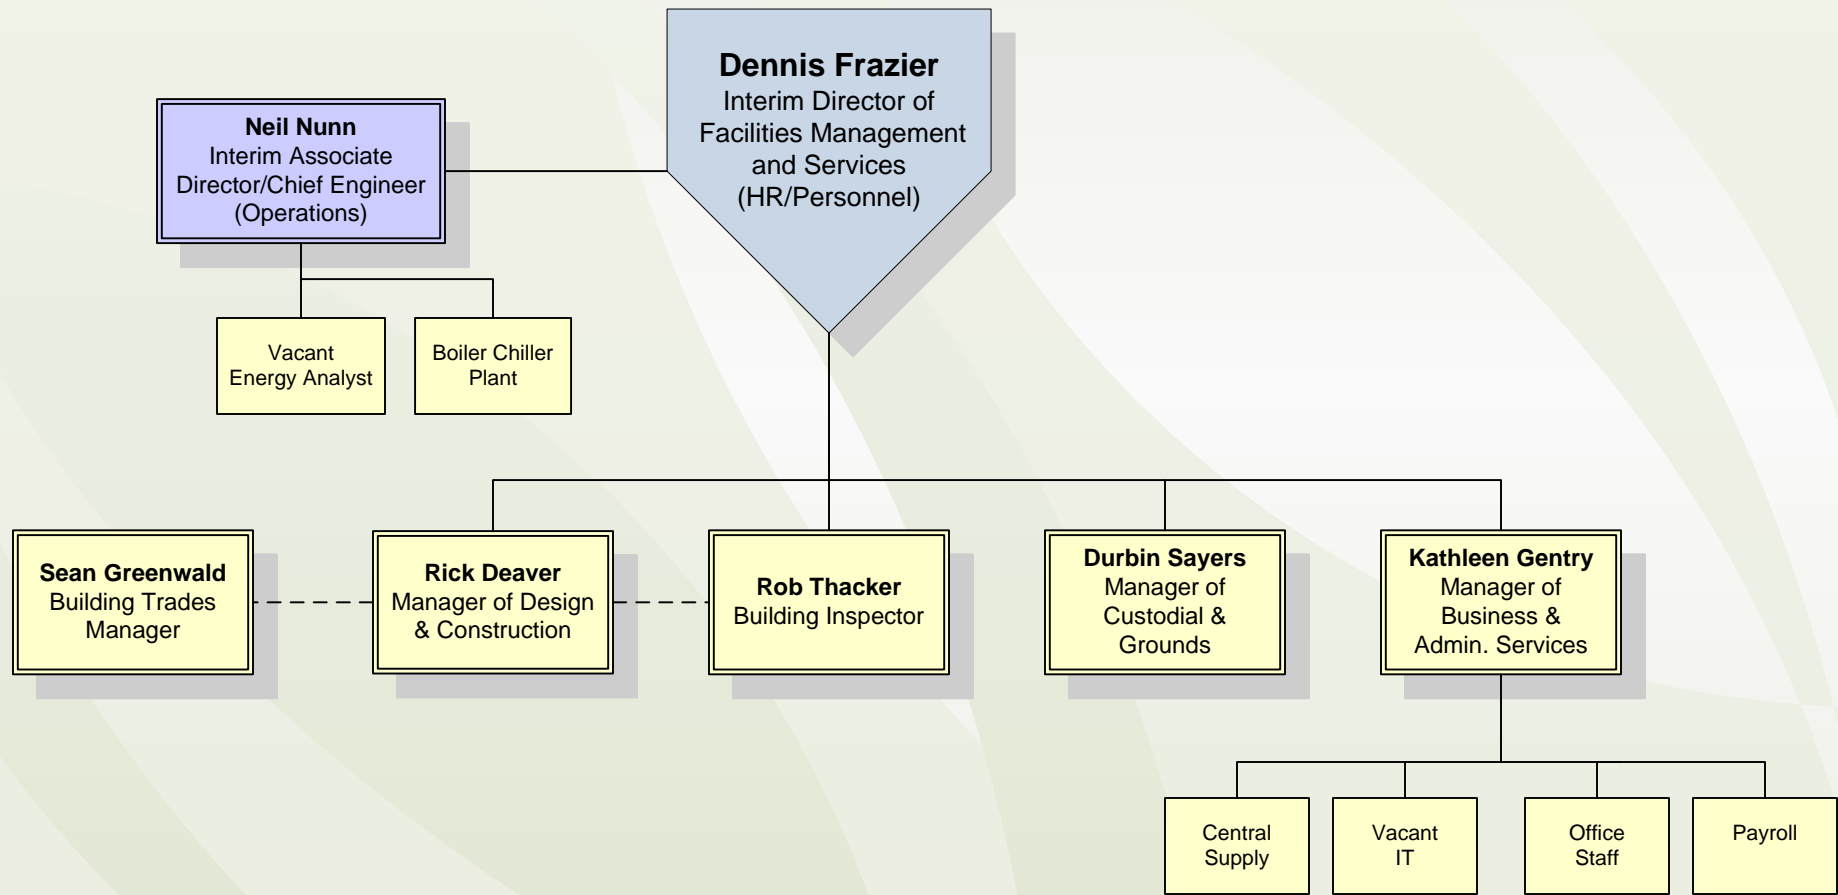 Dennis Frazier
Interim Director of
Facilities Management
and Services
(HR/Personnel)
Neil Nunn
Interim Associate
Director/Chief Engineer
(Operations)
Vacant
Energy Analyst
Boiler Chiller
Plant
Sean Greenwald
Building Trades
Manager
Rick Deaver
Manager of Design
& Construction
Rob Thacker
Building Inspector
Durbin Sayers
Manager of
Custodial &
Grounds
Kathleen Gentry
Manager of
Business &
Admin. Services
Central
Supply
Vacant
IT
Office
Staff
Payroll